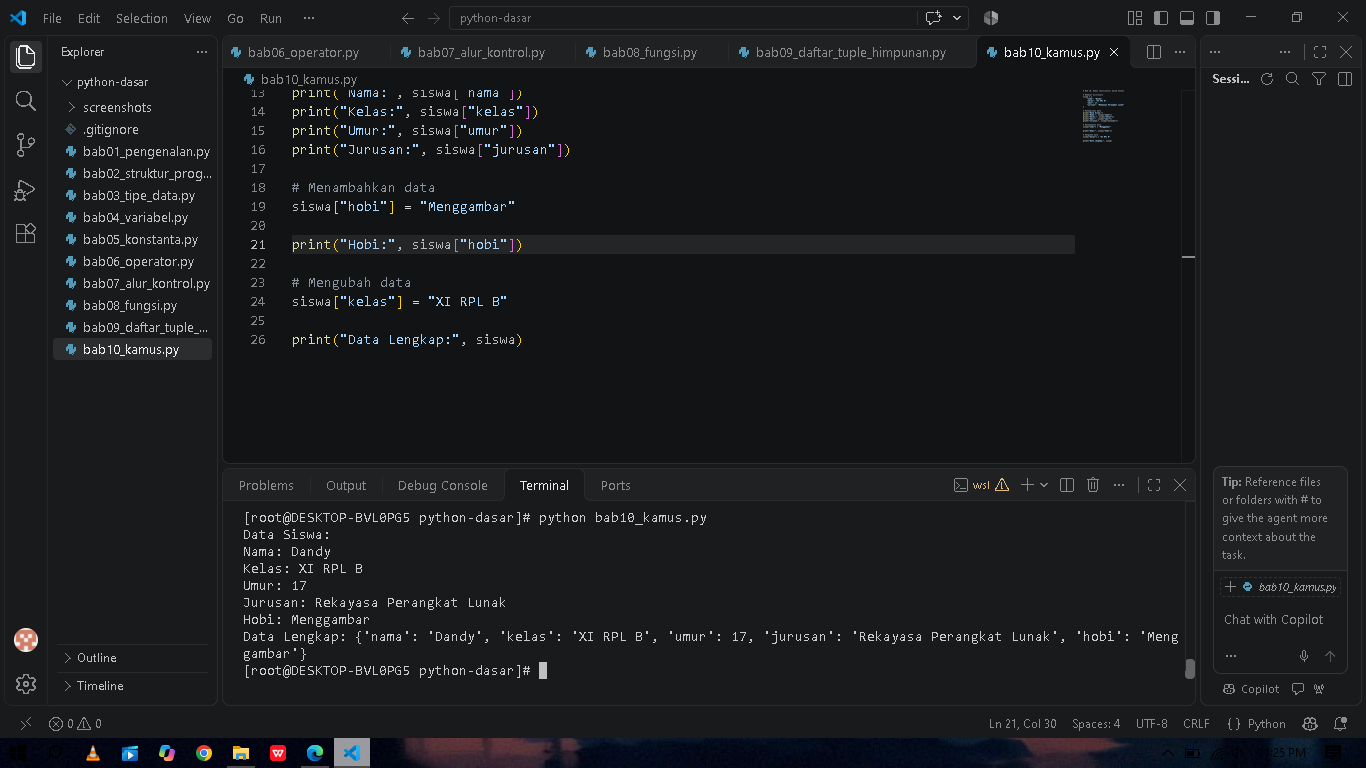 File Edit Selection View Go Run ···
python-dasar
Explorer ···
python-dasar
screenshots
.gitignore
bab01_pengenalan.py
bab02_struktur_prog...
bab03_tipe_data.py
bab04_variabel.py
bab05_konstanta.py
bab06_operator.py
bab07_alur_kontrol.py
bab08_fungsi.py
bab09_daftar_tuple_...
bab10_kamus.py
Outline
Timeline
bab06_operator.py bab07_alur_kontrol.py bab08_fungsi.py bab09_daftar_tuple_himpunan.py bab10_kamus.py
bab10_kamus.py
13 print("Nama:", siswa["nama"])
14 print("Kelas:", siswa["kelas"])
15 print("Umur:", siswa["umur"])
16 print("Jurusan:", siswa["jurusan"])
17
18 # Menambahkan data
19 siswa["hobi"] = "Menggambar"
20
21 print("Hobi:", siswa["hobi"])
22
23 # Mengubah data
24 siswa["kelas"] = "XI RPL B"
25
26 print("Data Lengkap:", siswa)
Problems Output Debug Console Terminal Ports
wsl
[root@DESKTOP-BVL0PG5 python-dasar]# python bab10_kamus.py
Data Siswa:
Nama: Dandy
Kelas: XI RPL B
Umur: 17
Jurusan: Rekayasa Perangkat Lunak
Hobi: Menggambar
Data Lengkap: {'nama': 'Dandy', 'kelas': 'XI RPL B', 'umur': 17, 'jurusan': 'Rekayasa Perangkat Lunak', 'hobi': 'Meng
gambar'}
[root@DESKTOP-BVL0PG5 python-dasar]#
Sessi...
Tip: Reference files
or folders with # to
give the agent more
context about the
task.
bab10_kamus.py
Chat with Copilot
Copilot
0 0
Ln 21, Col 30 Spaces: 4 UTF-8 CRLF {} Python